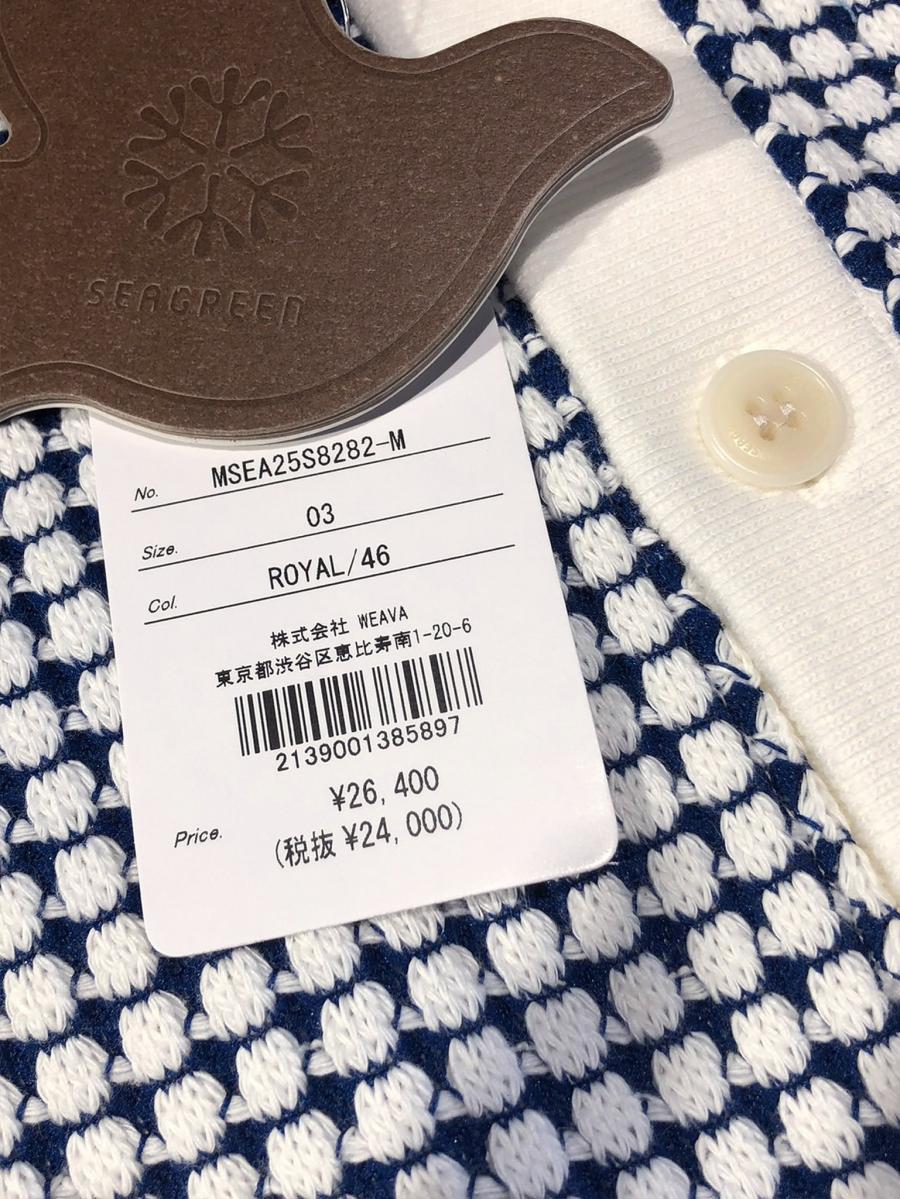 SEAGREEN
No. MSEA25S8282-M
Size. 03
Col. ROYAL/46
株式会社 WEAVA
東京都渋谷区恵比寿南1-20-6
2139001385897
¥26,400
Price. (税抜 ¥24,000)